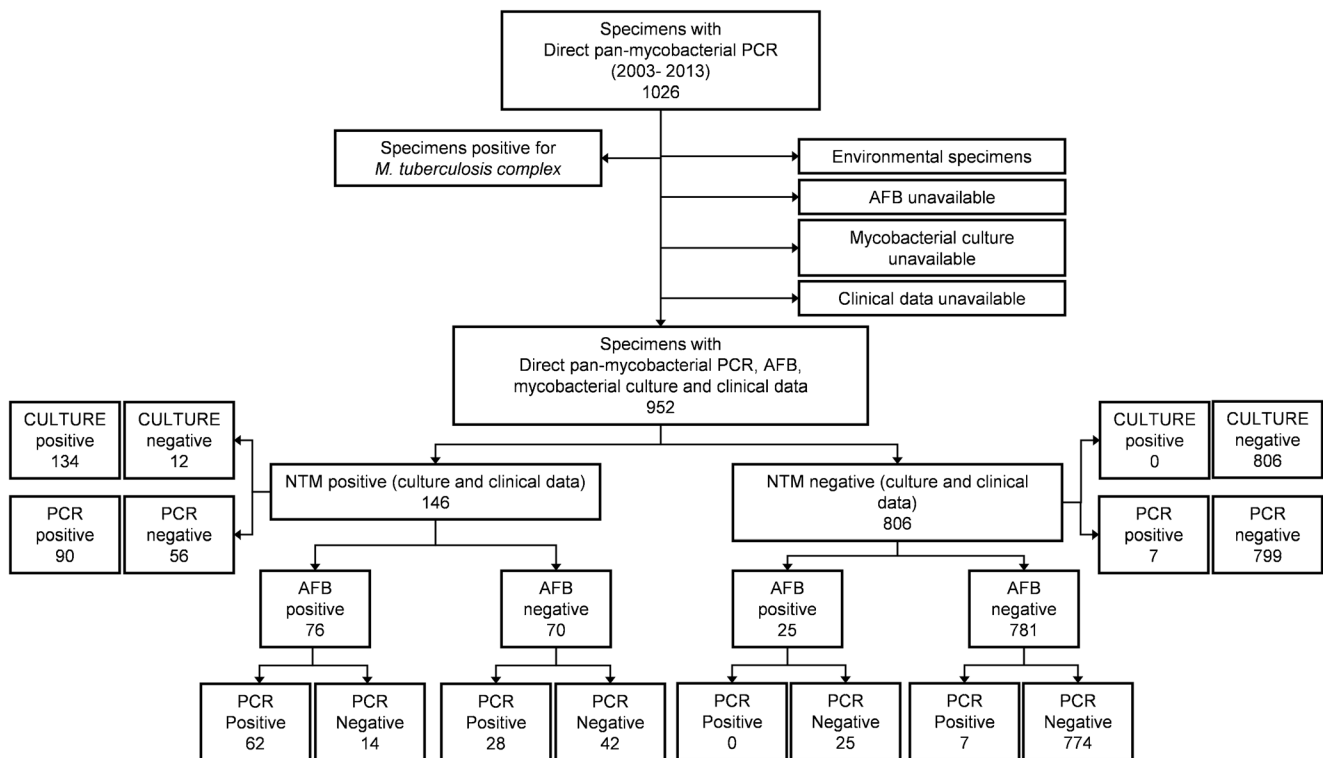 Specimens with
Direct pan-mycobacterial PCR
(2003- 2013)
1026
Specimens positive for
M. tuberculosis complex
Environmental specimens
AFB unavailable
Mycobacterial culture
unavailable
Clinical data unavailable
Specimens with
Direct pan-mycobacterial PCR, AFB,
mycobacterial culture and clinical data
952
CULTURE
positive
134
CULTURE
negative
12
PCR
positive
90
PCR
negative
56
NTM positive (culture and clinical data)
146
NTM negative (culture and clinical
data)
806
CULTURE
positive
0
CULTURE
negative
806
PCR
positive
7
PCR
negative
799
AFB
positive
76
AFB
negative
70
AFB
positive
25
AFB
negative
781
PCR
Positive
62
PCR
Negative
14
PCR
Positive
28
PCR
Negative
42
PCR
Positive
0
PCR
Negative
25
PCR
Positive
7
PCR
Negative
774